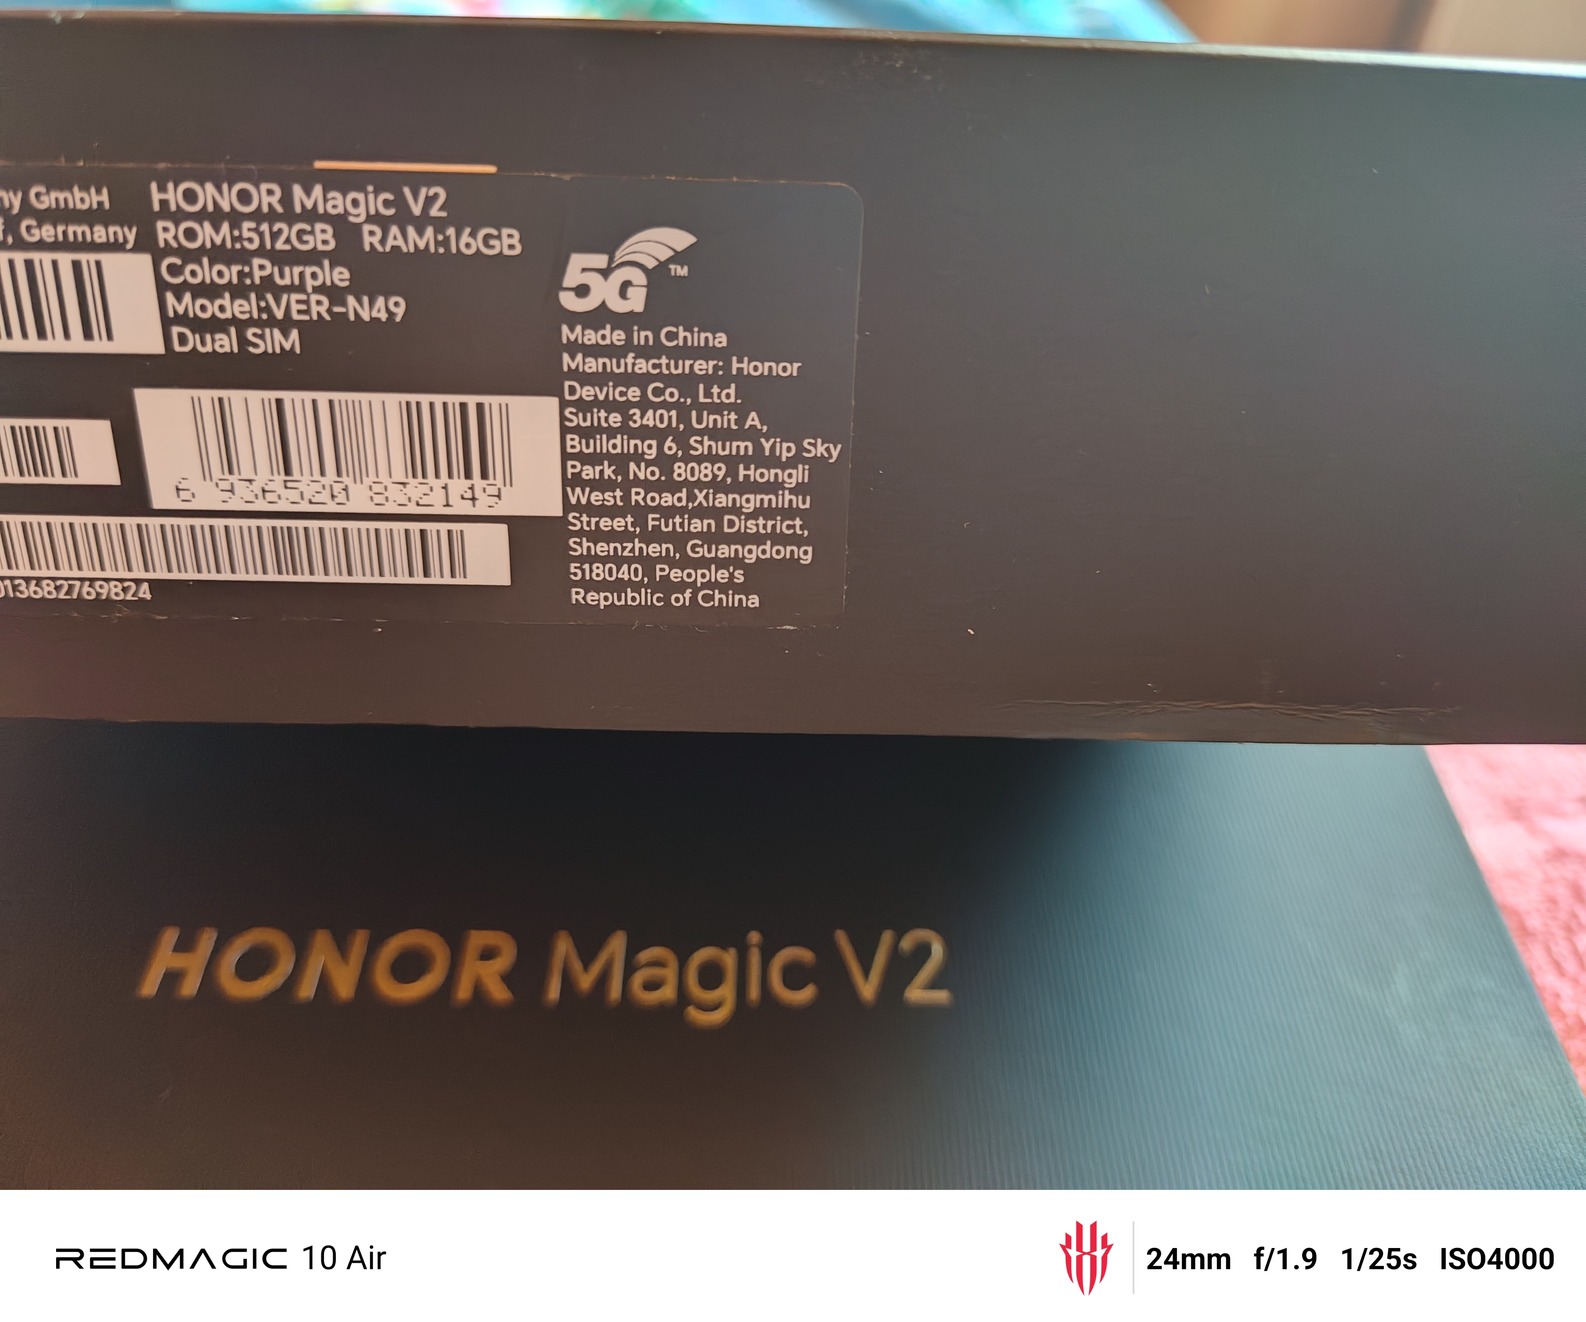 ny GmbH
, Germany
HONOR Magic V2
ROM:512GB RAM:16GB
Color:Purple
Model:VER-N49
Dual SIM
6 936520 832149
013682769824
5G TM
Made in China
Manufacturer: Honor
Device Co., Ltd.
Suite 3401, Unit A,
Building 6, Shum Yip Sky
Park, No. 8089, Hongli
West Road,Xiangmihu
Street, Futian District,
Shenzhen, Guangdong
518040, People's
Republic of China
HONOR Magic V2
REDMAGIC 10 Air
24mm f/1.9 1/25s ISO4000